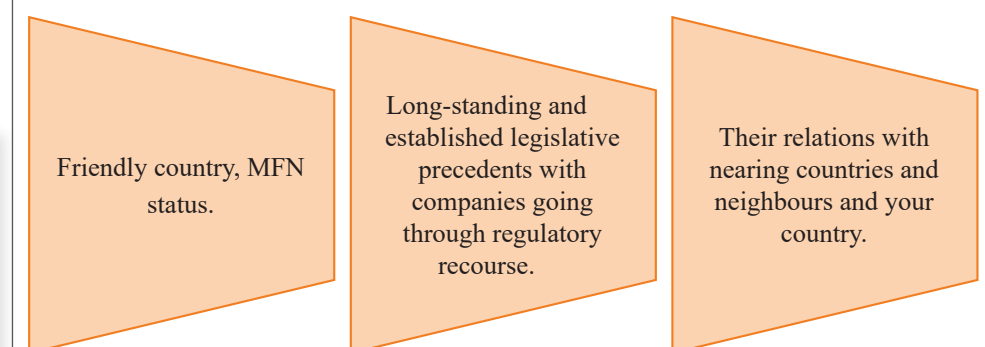 Friendly country, MFN
status.
Long-standing and
established legislative
precedents with
companies going
through regulatory
recourse.
Their relations with
nearing countries and
neighbours and your
country.